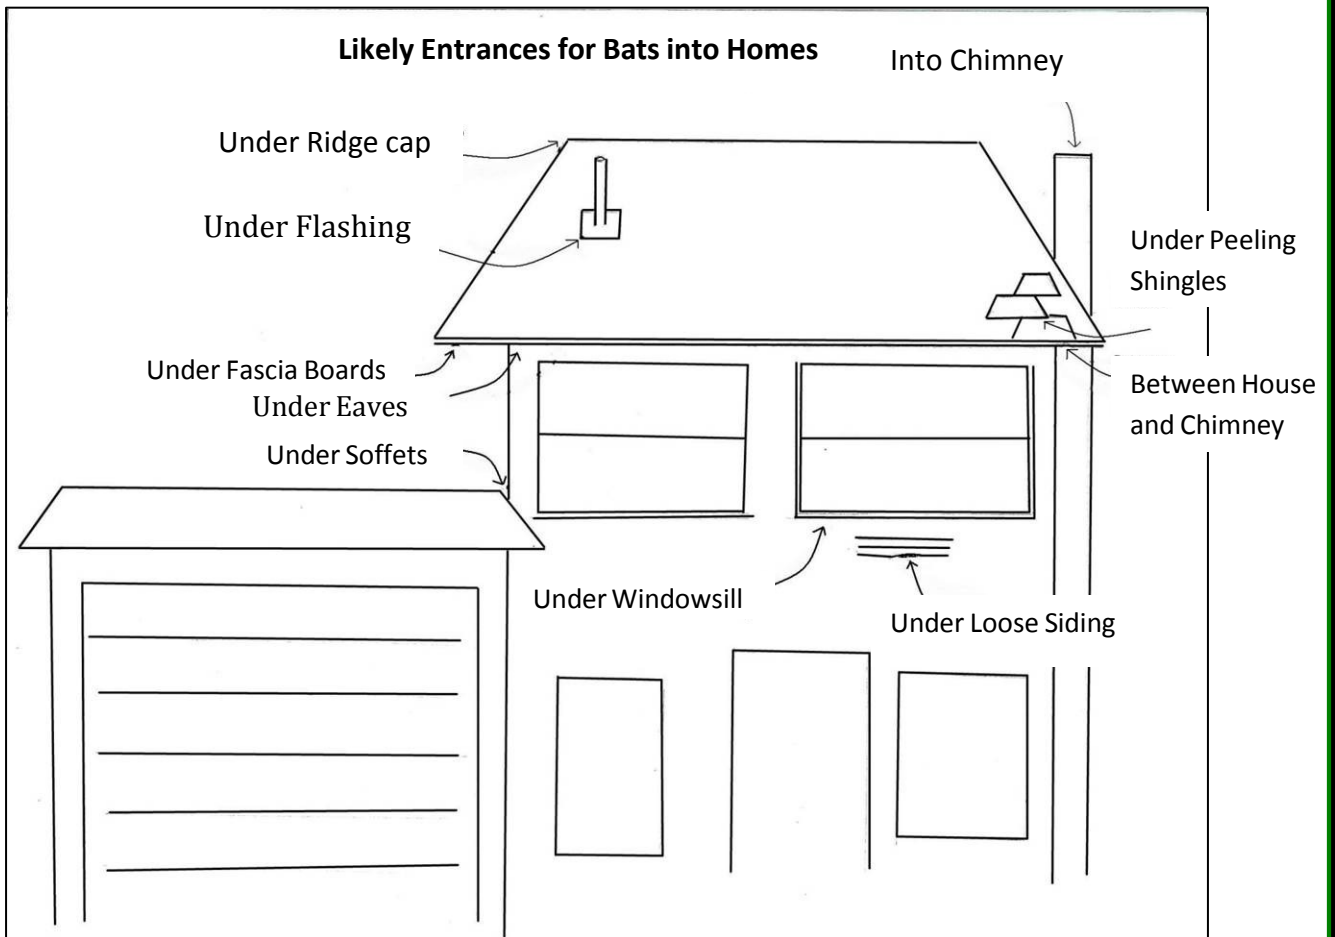 Likely Entrances for Bats into Homes
Into Chimney
Under Ridge cap
Under Flashing
Under Peeling
Shingles
Under Fascia Boards
Under Eaves
Between House
and Chimney
Under Soffets
Under Windowsill
Under Loose Siding